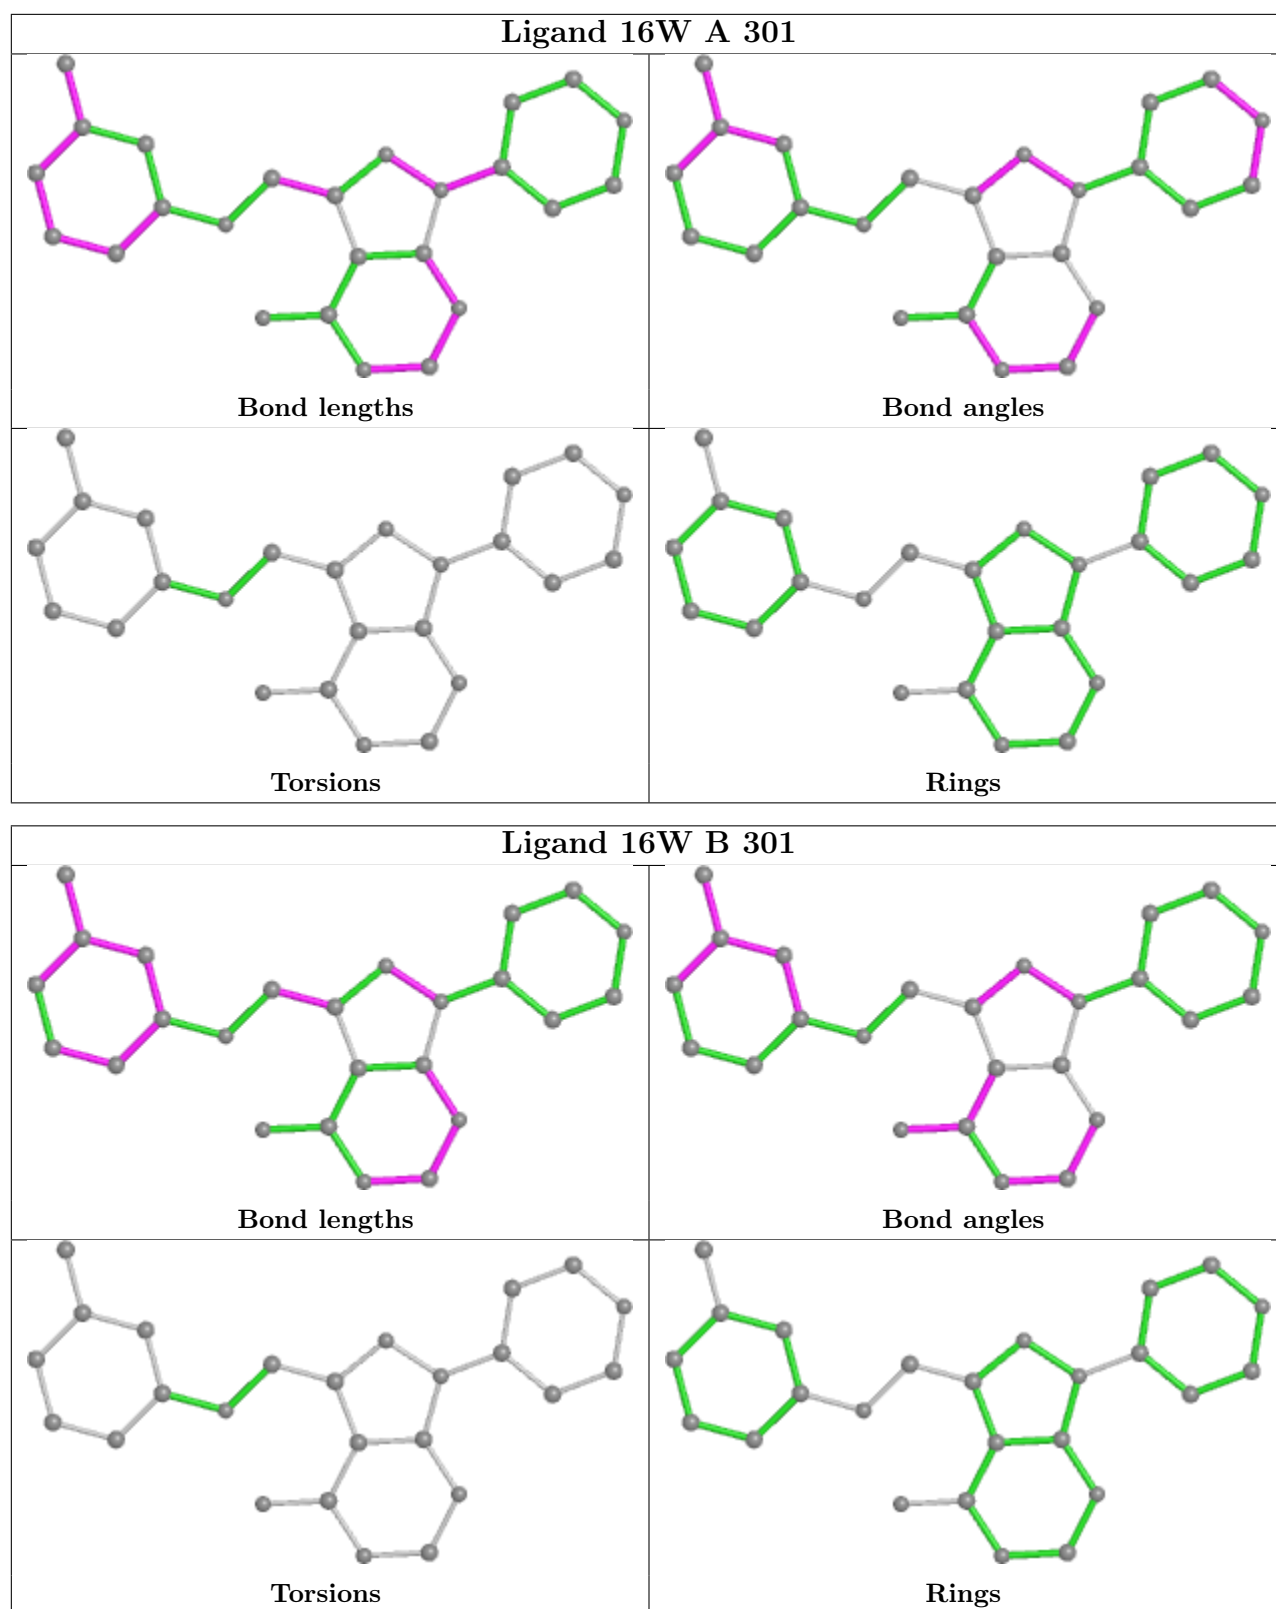 Ligand 16W A 301
Bond lengths
Bond angles
Torsions
Rings
Ligand 16W B 301
Bond lengths
Bond angles
Torsions
Rings